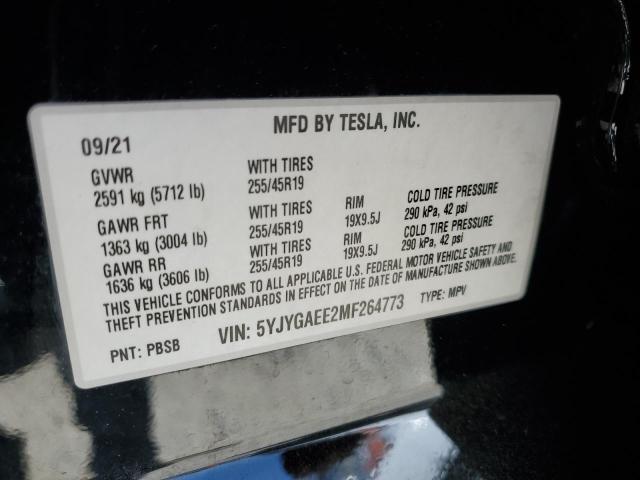 MFD BY TESLA, INC.
09/21
GVWR WITH TIRES
2591 kg (5712 lb) 255/45R19
GAWR FRT WITH TIRES RIM COLD TIRE PRESSURE
1363 kg (3004 lb) 255/45R19 19X9.5J 290 kPa, 42 psi
GAWR RR WITH TIRES RIM COLD TIRE PRESSURE
1636 kg (3606 lb) 255/45R19 19X9.5J 290 kPa, 42 psi
THIS VEHICLE CONFORMS TO ALL APPLICABLE U.S. FEDERAL MOTOR VEHICLE SAFETY AND
THEFT PREVENTION STANDARDS IN EFFECT ON THE DATE OF MANUFACTURE SHOWN ABOVE.
PNT: PBSB VIN: 5YJYGAEE2MF264773 TYPE: MPV